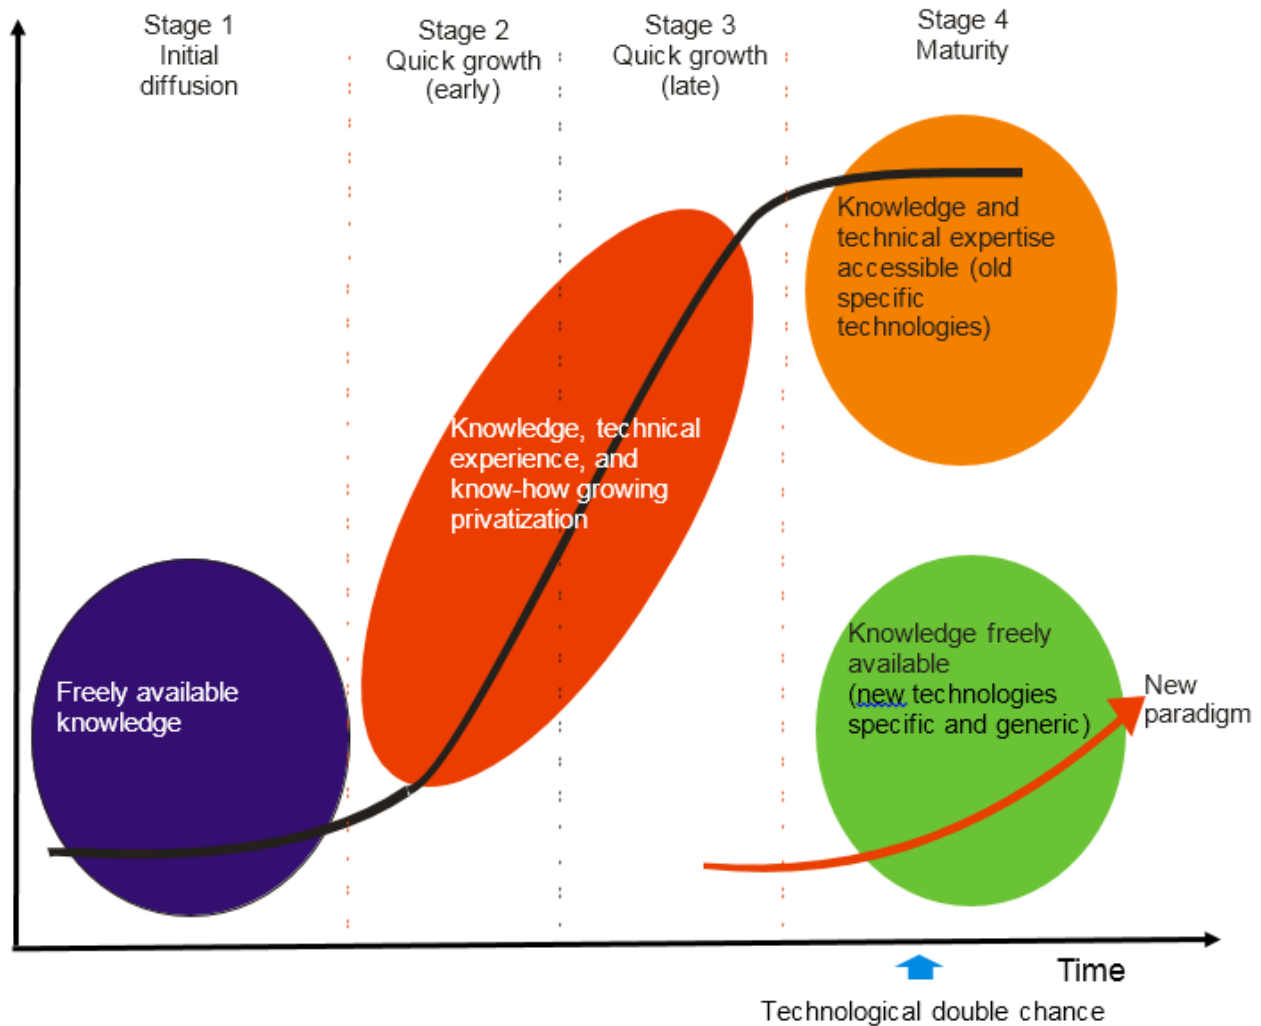 Stage 1
Initial
diffusion
Stage 2
Quick growth
(early)
Stage 3
Quick growth
(late)
Stage 4
Maturity
Knowledge and
technical expertise
accessible (old
specific
technologies)
Knowledge, technical
experience, and
know-how growing
privatization
Freely available
knowledge
Knowledge freely
available
(new technologies
specific and generic)
New
paradigm
Time
Technological double chance